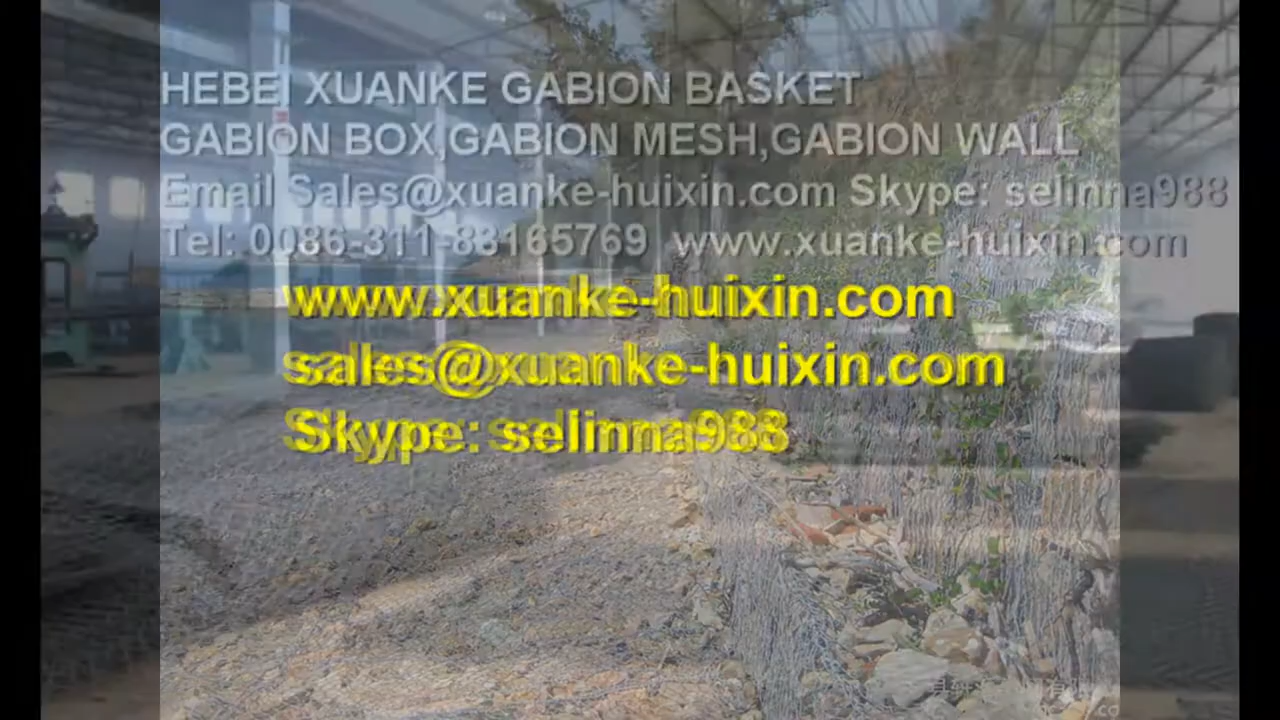 HEBEI XUANKE GABION BASKET
GABION BOX,GABION MESH,GABION WALL
Email Sales@xuanke-huixin.com Skype: selinna988
Tel: 0086-311-88165769 www.xuanke-huixin.com
www.xuanke-huixin.com
sales@xuanke-huixin.com
Skype: selinna988